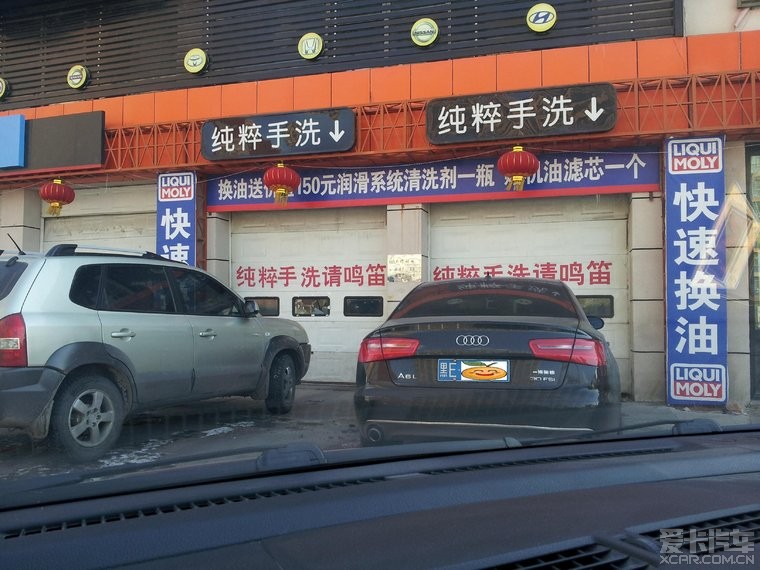 NISSAN
纯粹手洗↓
纯粹手洗↓
LIQUI
MOLY
快速
换油送价值150元润滑系统清洗剂一瓶
机油滤芯一个
LIQUI
MOLY
快速换油
LIQUI
MOLY
纯粹手洗请鸣笛
纯粹手洗请鸣笛
A6L
黑E
爱卡汽车
XCAR.COM.CN